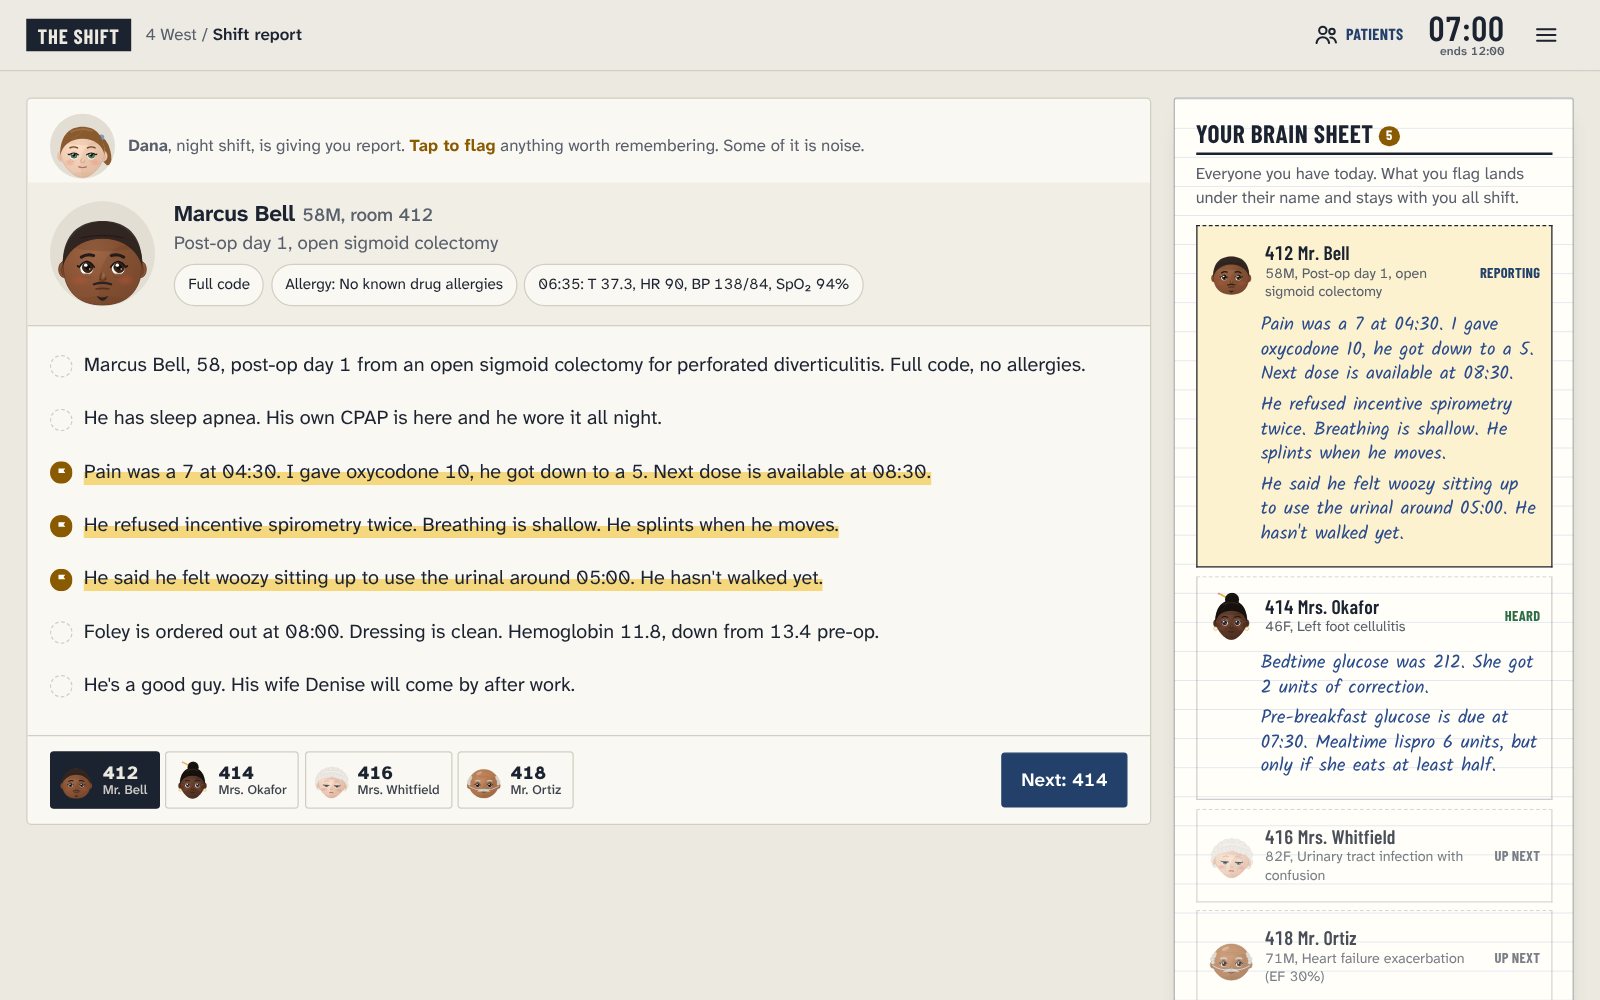 THE SHIFT
4 West / Shift report
PATIENTS
07:00
ends 12:00
Dana, night shift, is giving you report. Tap to flag anything worth remembering. Some of it is noise.
Marcus Bell 58M, room 412
Post-op day 1, open sigmoid colectomy
Full code
Allergy: No known drug allergies
06:35: T 37.3, HR 90, BP 138/84, SpO₂ 94%
Marcus Bell, 58, post-op day 1 from an open sigmoid colectomy for perforated diverticulitis. Full code, no allergies.
He has sleep apnea. His own CPAP is here and he wore it all night.
Pain was a 7 at 04:30. I gave oxycodone 10, he got down to a 5. Next dose is available at 08:30.
He refused incentive spirometry twice. Breathing is shallow. He splints when he moves.
He said he felt woozy sitting up to use the urinal around 05:00. He hasn't walked yet.
Foley is ordered out at 08:00. Dressing is clean. Hemoglobin 11.8, down from 13.4 pre-op.
He's a good guy. His wife Denise will come by after work.
412
Mr. Bell
414
Mrs. Okafor
416
Mrs. Whitfield
418
Mr. Ortiz
Next: 414
YOUR BRAIN SHEET 5
Everyone you have today. What you flag lands
under their name and stays with you all shift.
412 Mr. Bell
58M, Post-op day 1, open
sigmoid colectomy
REPORTING
Pain was a 7 at 04:30. I gave
oxycodone 10, he got down to a 5.
Next dose is available at 08:30.
He refused incentive spirometry
twice. Breathing is shallow. He
splints when he moves.
He said he felt woozy sitting up
to use the urinal around 05:00. He
hasn't walked yet.
414 Mrs. Okafor
46F, Left foot cellulitis
HEARD
Bedtime glucose was 212. She got
2 units of correction.
Pre-breakfast glucose is due at
07:30. Mealtime lispro 6 units, but
only if she eats at least half.
416 Mrs. Whitfield
82F, Urinary tract infection with
confusion
UP NEXT
418 Mr. Ortiz
71M, Heart failure exacerbation
(EF 30%)
UP NEXT